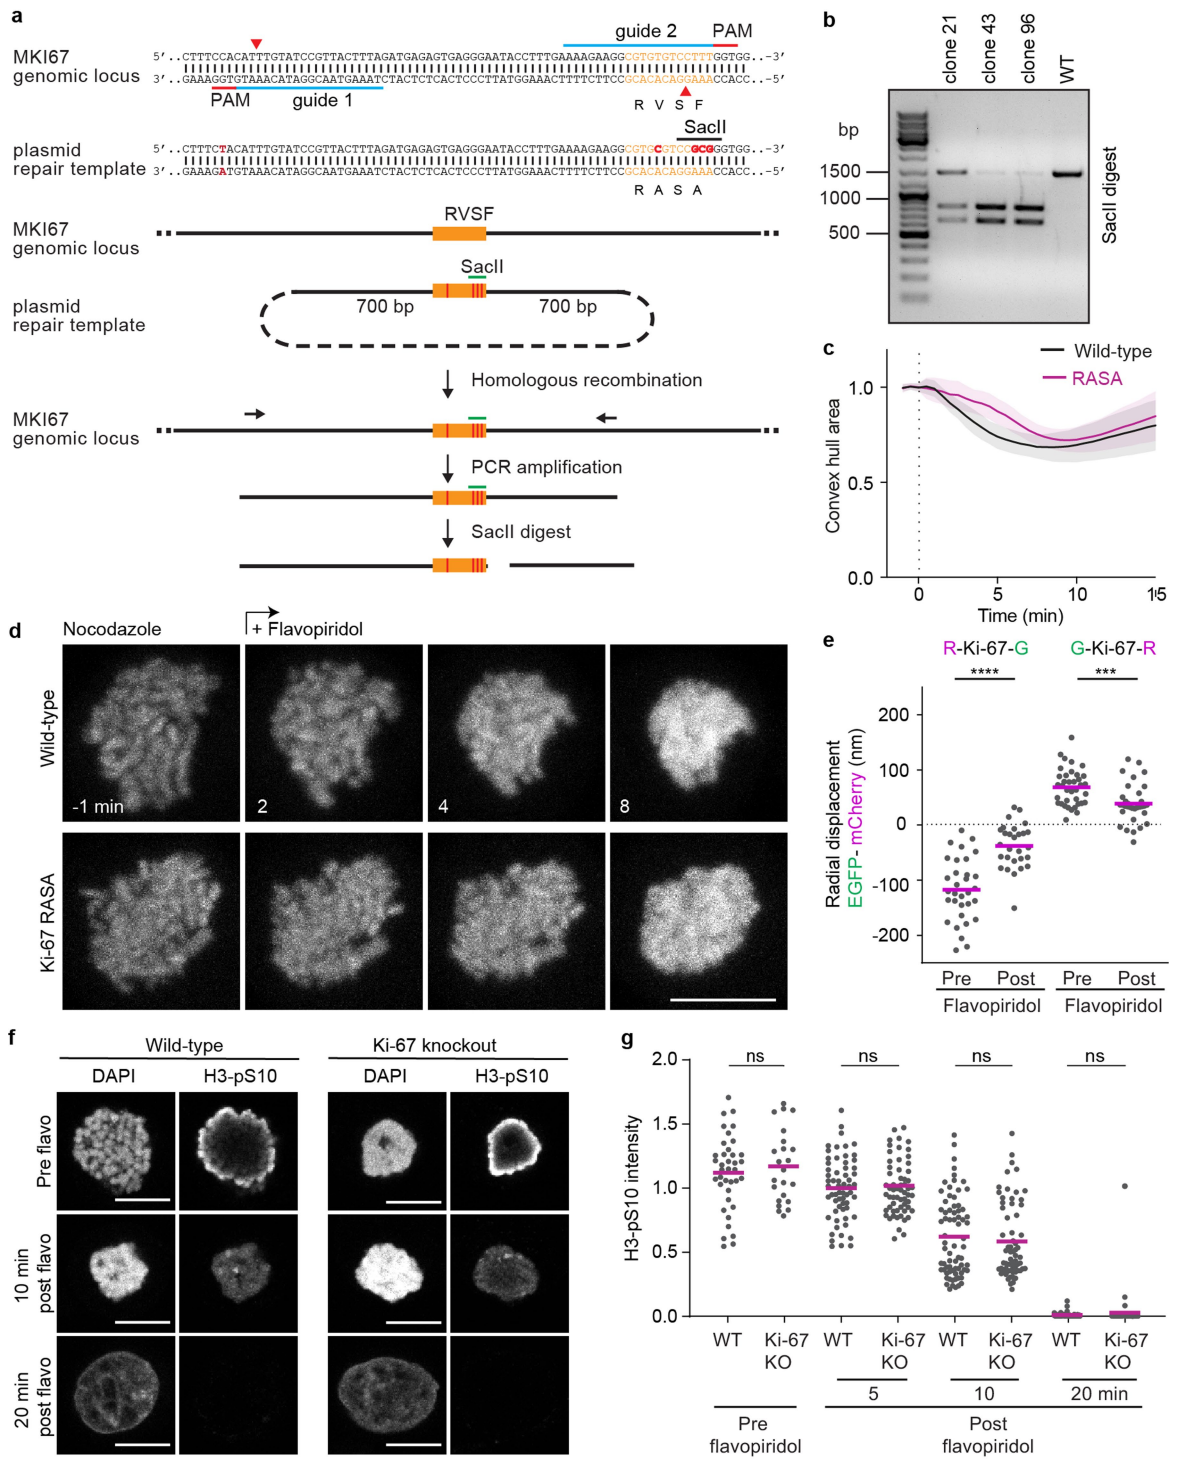 a
guide 2 PAM
MKI67
genomic locus
5'..CTTTCCACATTTGTATCCGTTACTTTAGATGAGAGTGAGGGAATACCTTTGAAAAGAAGGCGTGTGTCCTTTGGTGG..-3'
3'..GAAAGGTGTAAACATAGGCAATGAAATCTACTCTCACTCCCTTATGGAAACTTTTCTTCCGCACACAGGAAACCACC..-5'
PAM guide 1
R V S F
SacII
plasmid
repair template
5'..CTTTCTACATTTGTATCCGTTACTTTAGATGAGAGTGAGGGAATACCTTTGAAAAGAAGGCGTGCGTCCGCGGGTGG..-3'
3'..GAAAGATGTAAACATAGGCAATGAAATCTACTCTCACTCCCTTATGGAAACTTTTCTTCCGCACACAGGAAACCACC..-5'
R A S A
RVSF
MKI67
genomic locus
SacII
700 bp 700 bp
plasmid
repair template
Homologous recombination
MKI67
genomic locus
PCR amplification
SacII digest
b
clone 21
clone 43
clone 96
WT
bp
1500
1000
500
SacII digest
c
Wild-type
RASA
Convex hull area
1.0
0.5
0.0
0 5 10 15
Time (min)
d
Nocodazole + Flavopiridol
Wild-type
-1 min 2 4 8
Ki-67 RASA
e
R-Ki-67-G G-Ki-67-R
**** ***
Radial displacement
EGFP-mCherry (nm)
200
100
0
-100
-200
Pre Post Pre Post
Flavopiridol Flavopiridol
f
Wild-type Ki-67 knockout
DAPI H3-pS10 DAPI H3-pS10
Pre flavo
10 min
post flavo
20 min
post flavo
g
H3-pS10 intensity
2.0
1.5
1.0
0.5
0.0
ns ns ns ns
WT Ki-67 WT Ki-67 WT Ki-67 WT Ki-67
KO KO KO KO
5 10 20 min
Pre Post
flavopiridol flavopiridol